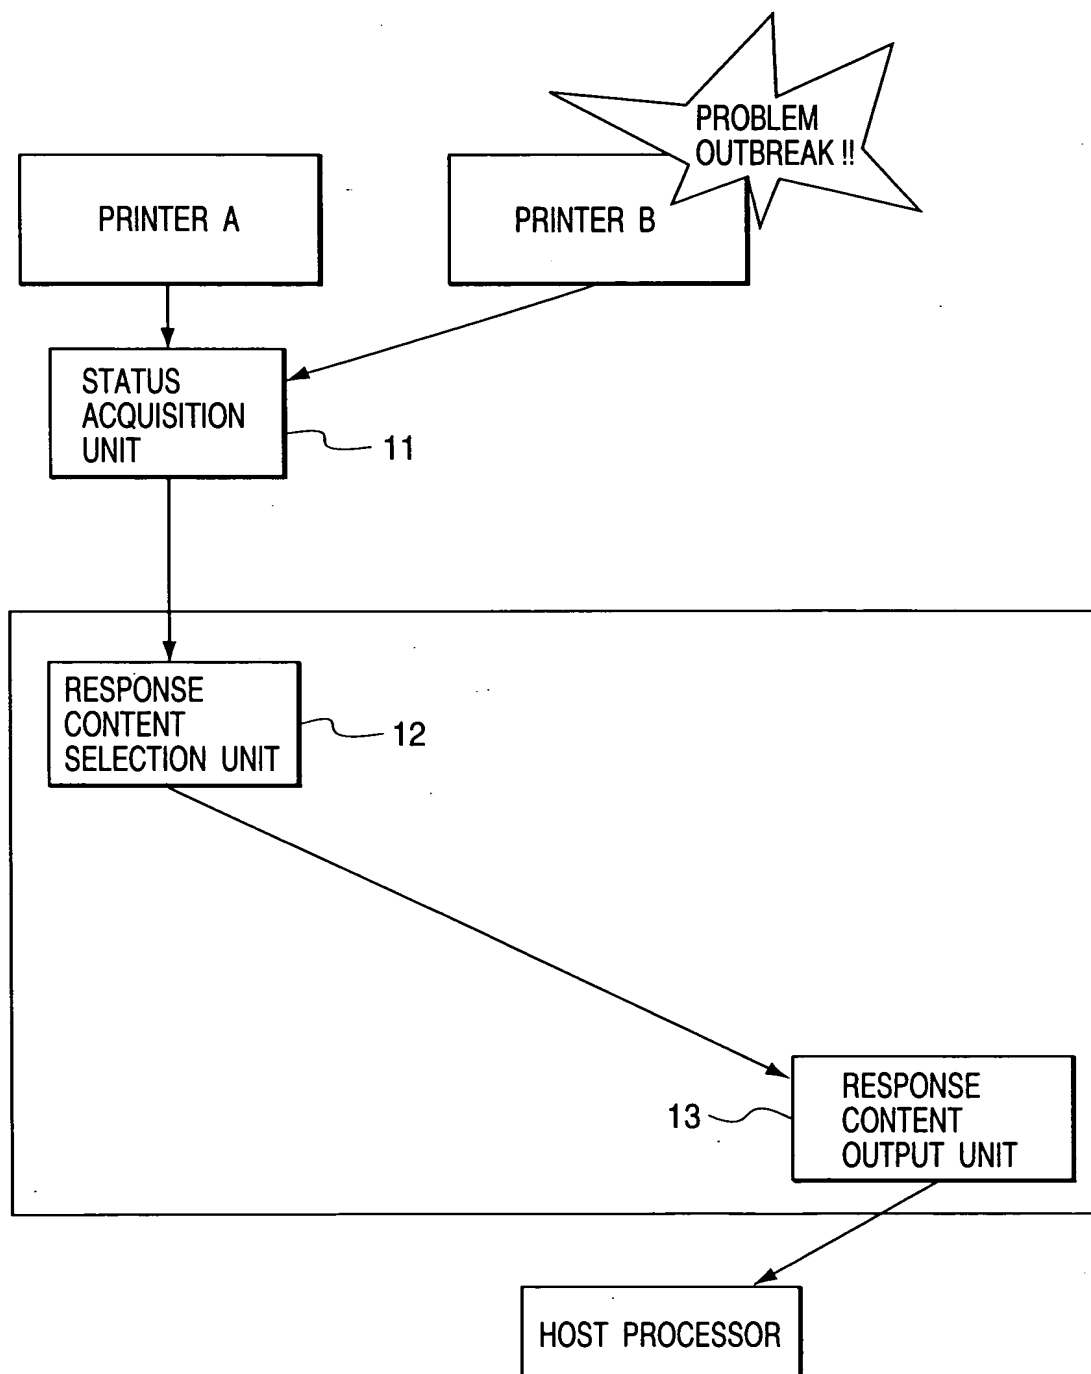 PROBLEM
OUTBREAK !!
PRINTER A
PRINTER B
STATUS
ACQUISITION
UNIT
11
RESPONSE
CONTENT
SELECTION UNIT
12
13
RESPONSE
CONTENT
OUTPUT UNIT
HOST PROCESSOR